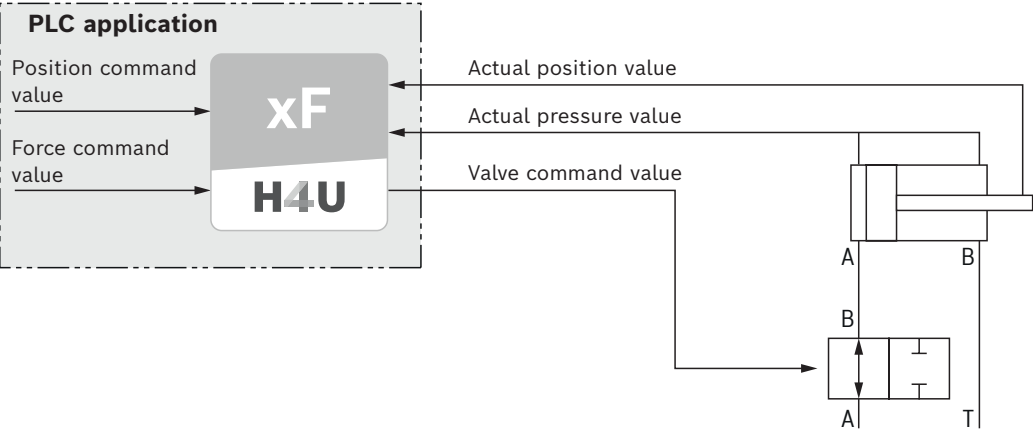 PLC application
Position command
value
xF
Force command
value
H4U
Actual position value
Actual pressure value
Valve command value
A
B
B
A
T